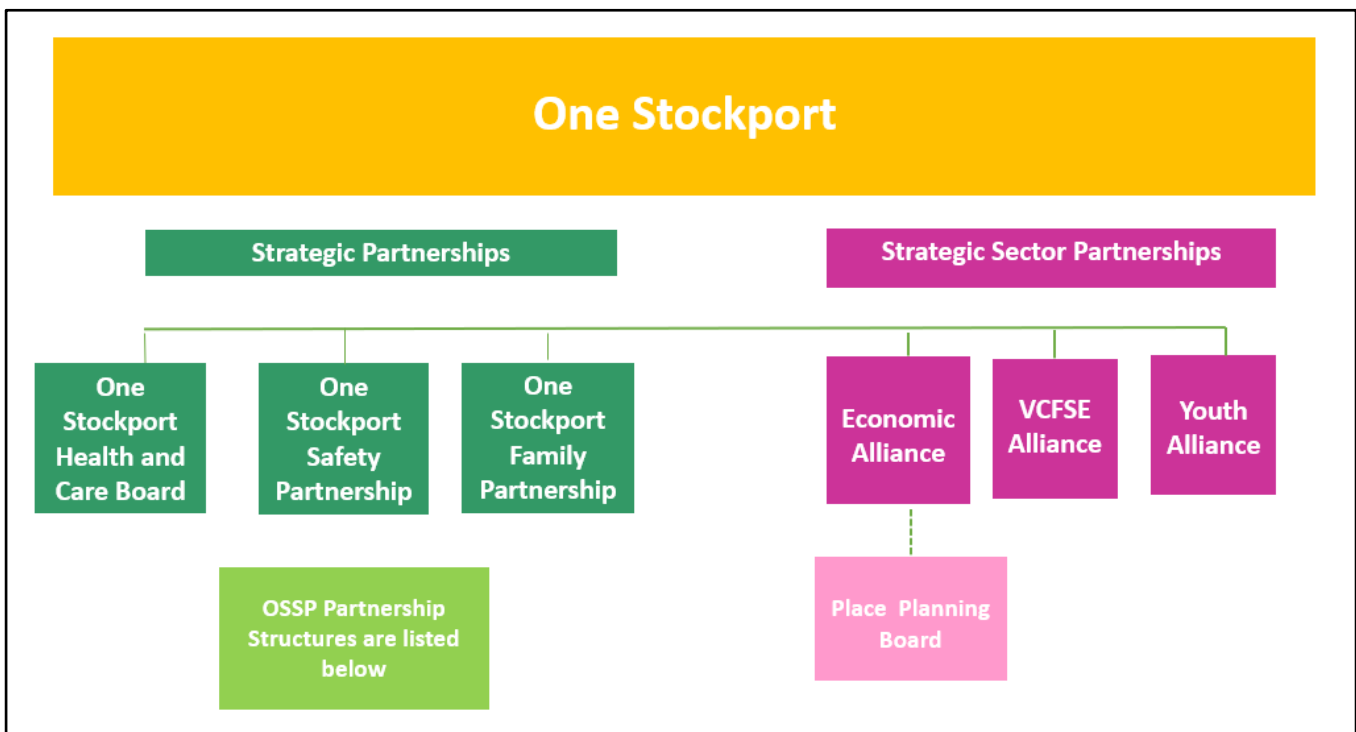 One Stockport
Strategic Partnerships
Strategic Sector Partnerships
One
Stockport
Health and
Care Board
One
Stockport
Safety
Partnership
One
Stockport
Family
Partnership
Economic
Alliance
VCFSE
Alliance
Youth
Alliance
OSSP Partnership
Structures are listed
below
Place Planning
Board